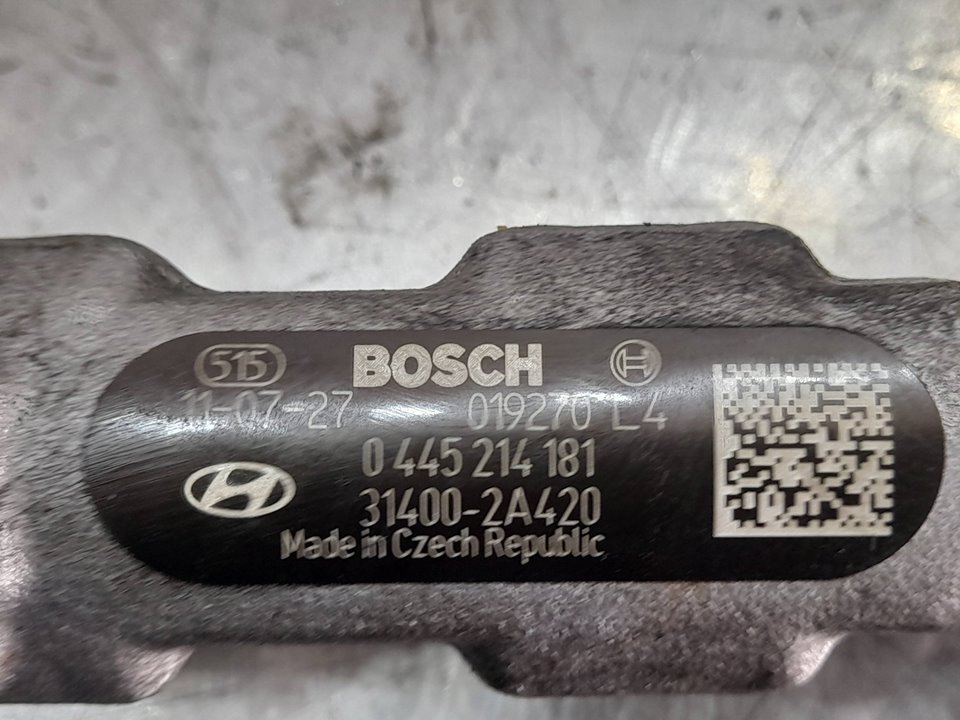 515 BOSCH
11-07-27 019270 L4
0 445 214 181
31400-2A420
Made in Czech Republic